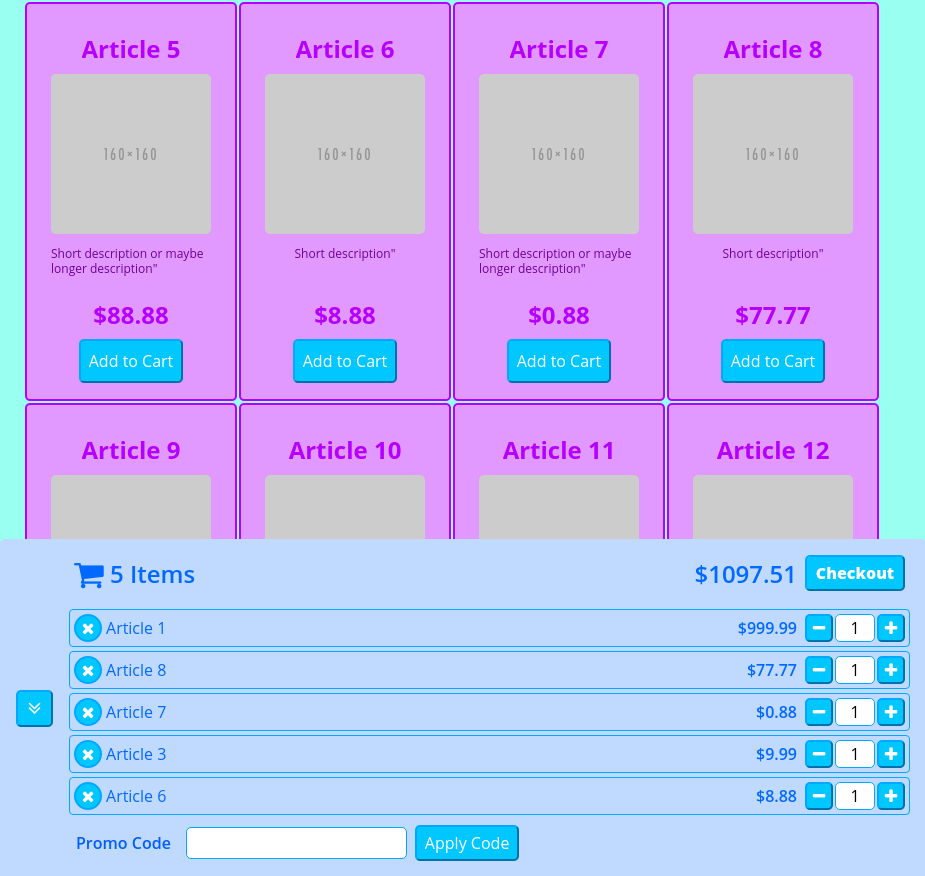 Article 5 Article 6 Article 7 Article 8
160×160 160×160 160×160 160×160
Short description or maybe Short description" Short description or maybe Short description"
longer description" longer description"
$88.88 $8.88 $0.88 $77.77
Add to Cart Add to Cart Add to Cart Add to Cart
Article 9 Article 10 Article 11 Article 12
5 Items $1097.51 Checkout
Article 1 $999.99 1
Article 8 $77.77 1
Article 7 $0.88 1
Article 3 $9.99 1
Article 6 $8.88 1
Promo Code Apply Code